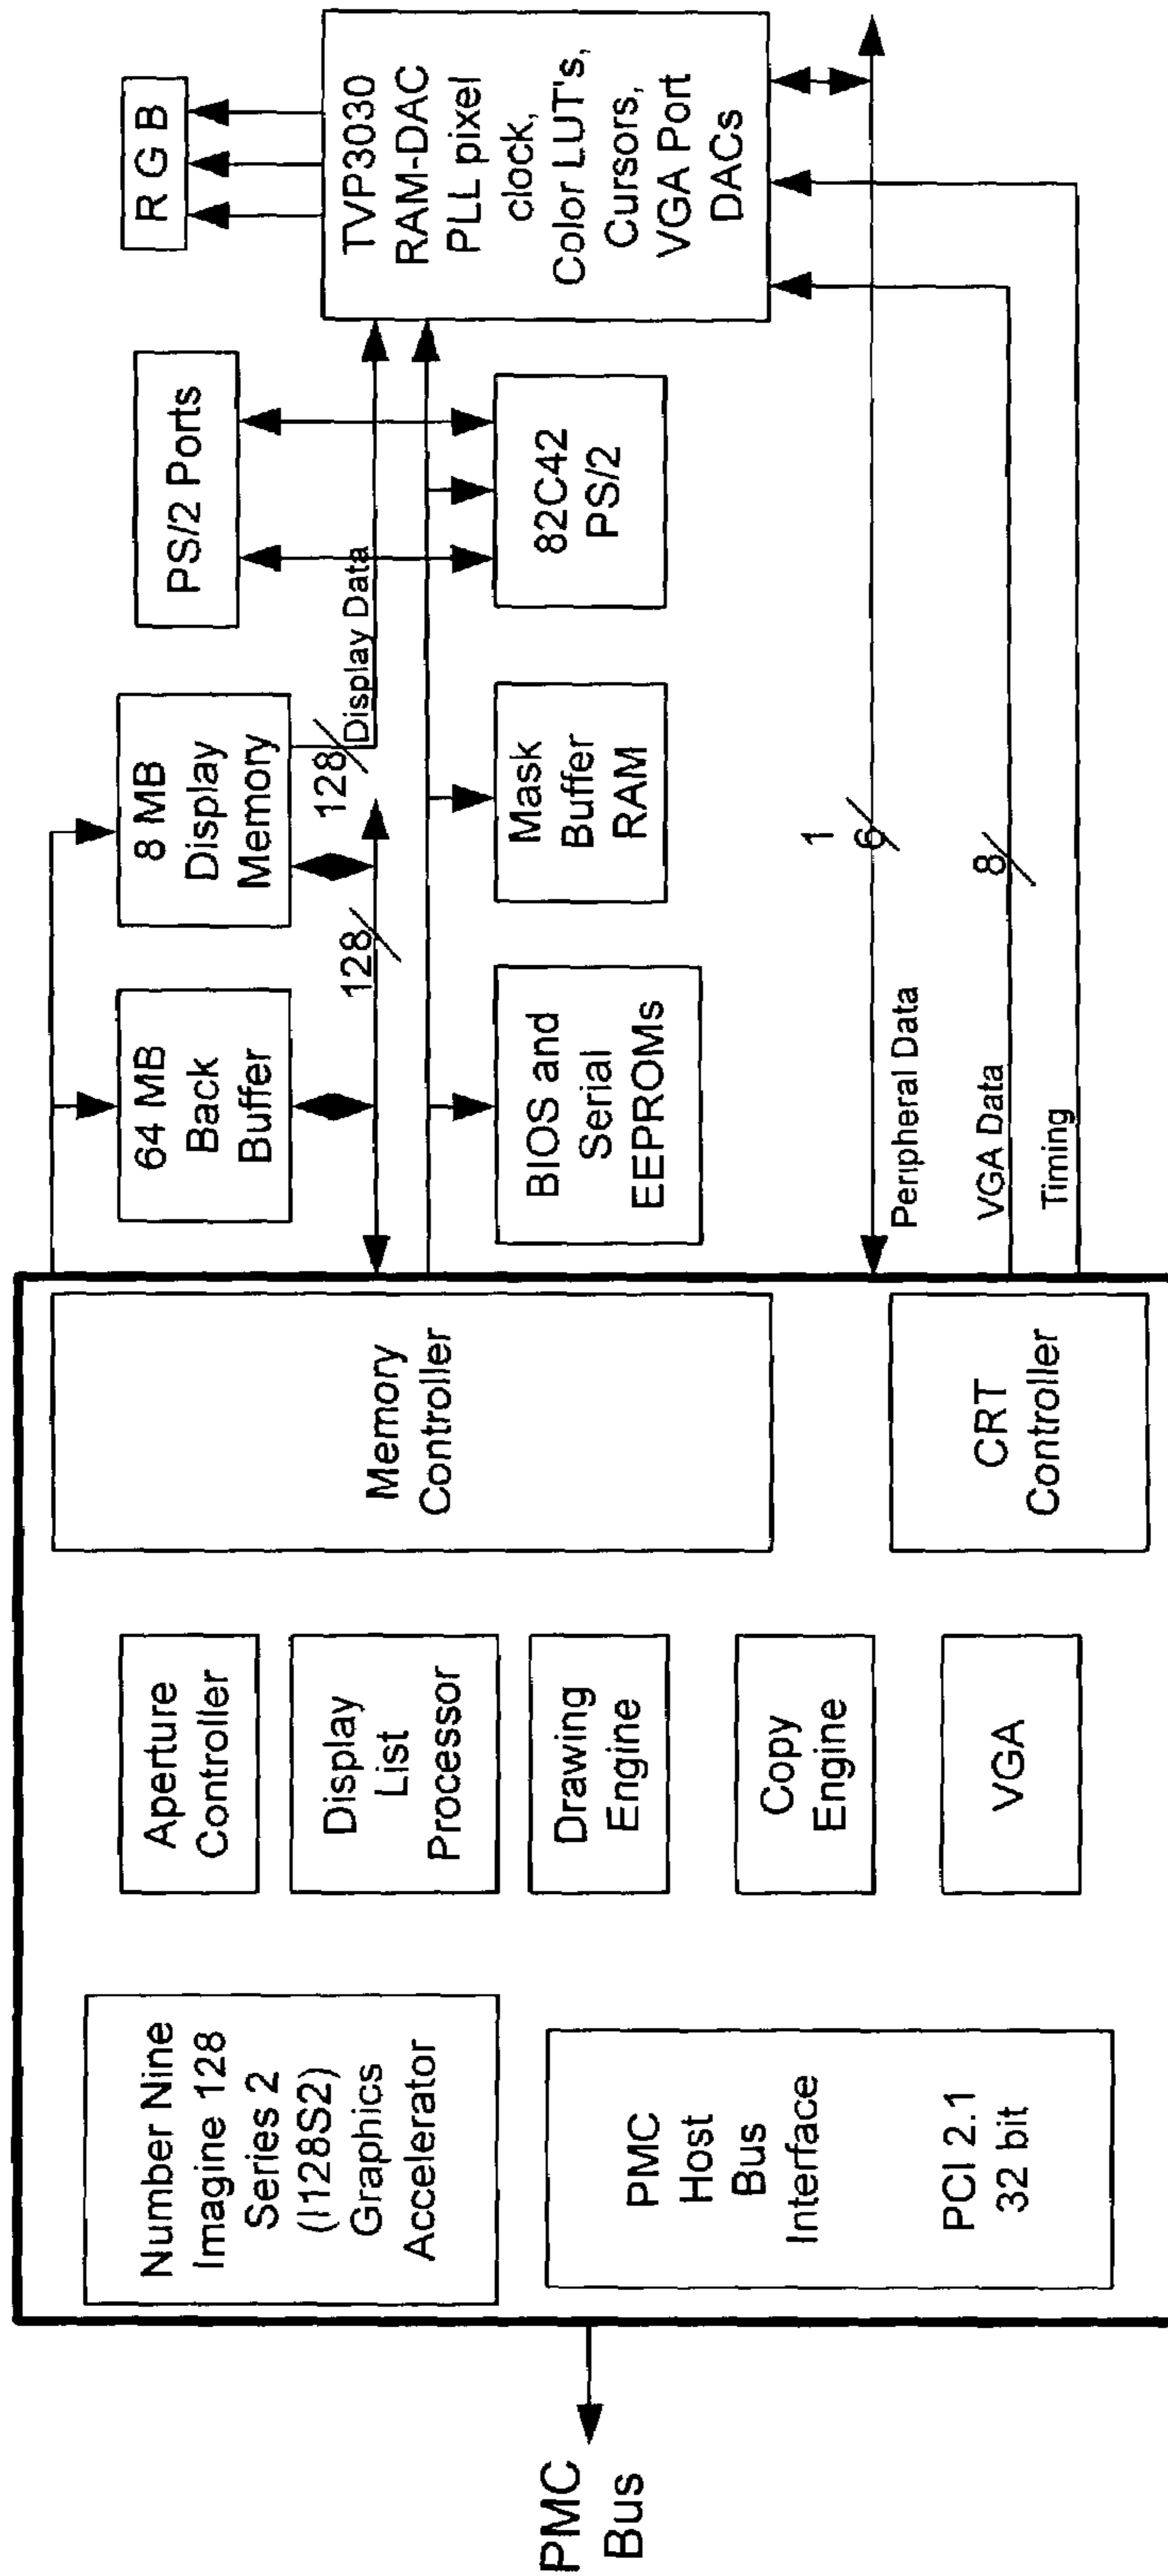 PMC
Bus
Number Nine
Imagine 128
Series 2
(I128S2)
Graphics
Accelerator
PMC
Host
Bus
Interface
PCI 2.1
32 bit
Aperture
Controller
Display
List
Processor
Drawing
Engine
Copy
Engine
VGA
Memory
Controller
CRT
Controller
64 MB
Back
Buffer
8 MB
Display
Memory
128
128
Display Data
BIOS and
Serial
EEPROMs
Mask
Buffer
RAM
PS/2 Ports
82C42
PS/2
R G B
TVP3030
RAM-DAC
PLL pixel
clock,
Color LUT's,
Cursors,
VGA Port
DACs
1
6
Peripheral Data
8
VGA Data
Timing